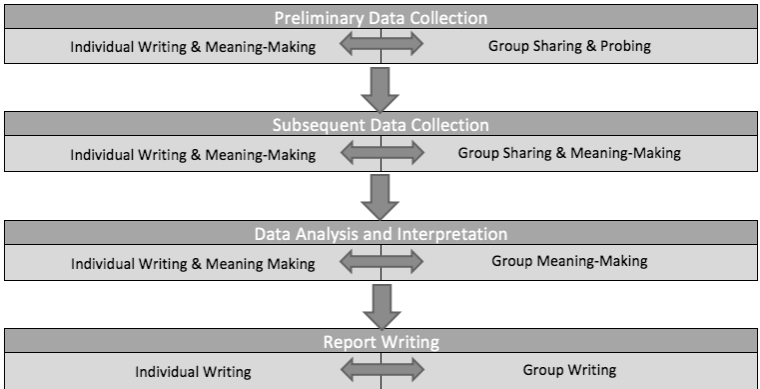 Preliminary Data Collection
Individual Writing & Meaning-Making
Group Sharing & Probing
Subsequent Data Collection
Individual Writing & Meaning-Making
Group Sharing & Meaning-Making
Data Analysis and Interpretation
Individual Writing & Meaning Making
Group Meaning-Making
Report Writing
Individual Writing
Group Writing